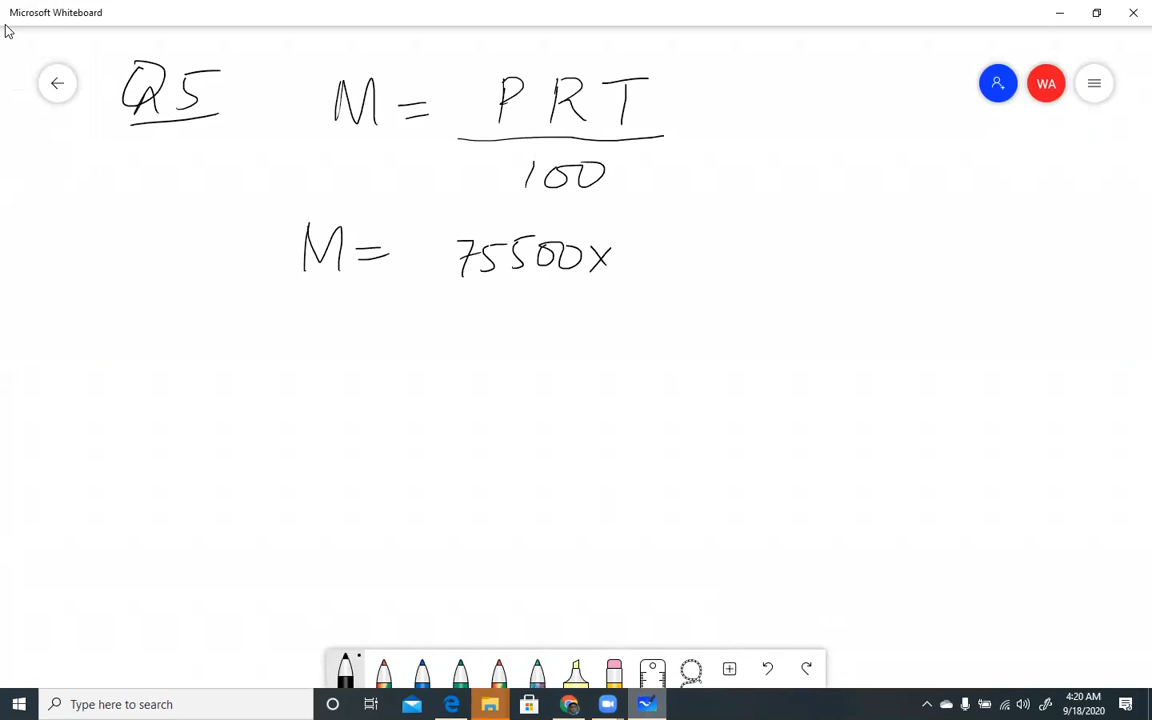 Microsoft Whiteboard
Q5 M = PRT
100
WA
M = 75500x
Type here to search
4:20 AM
9/18/2020